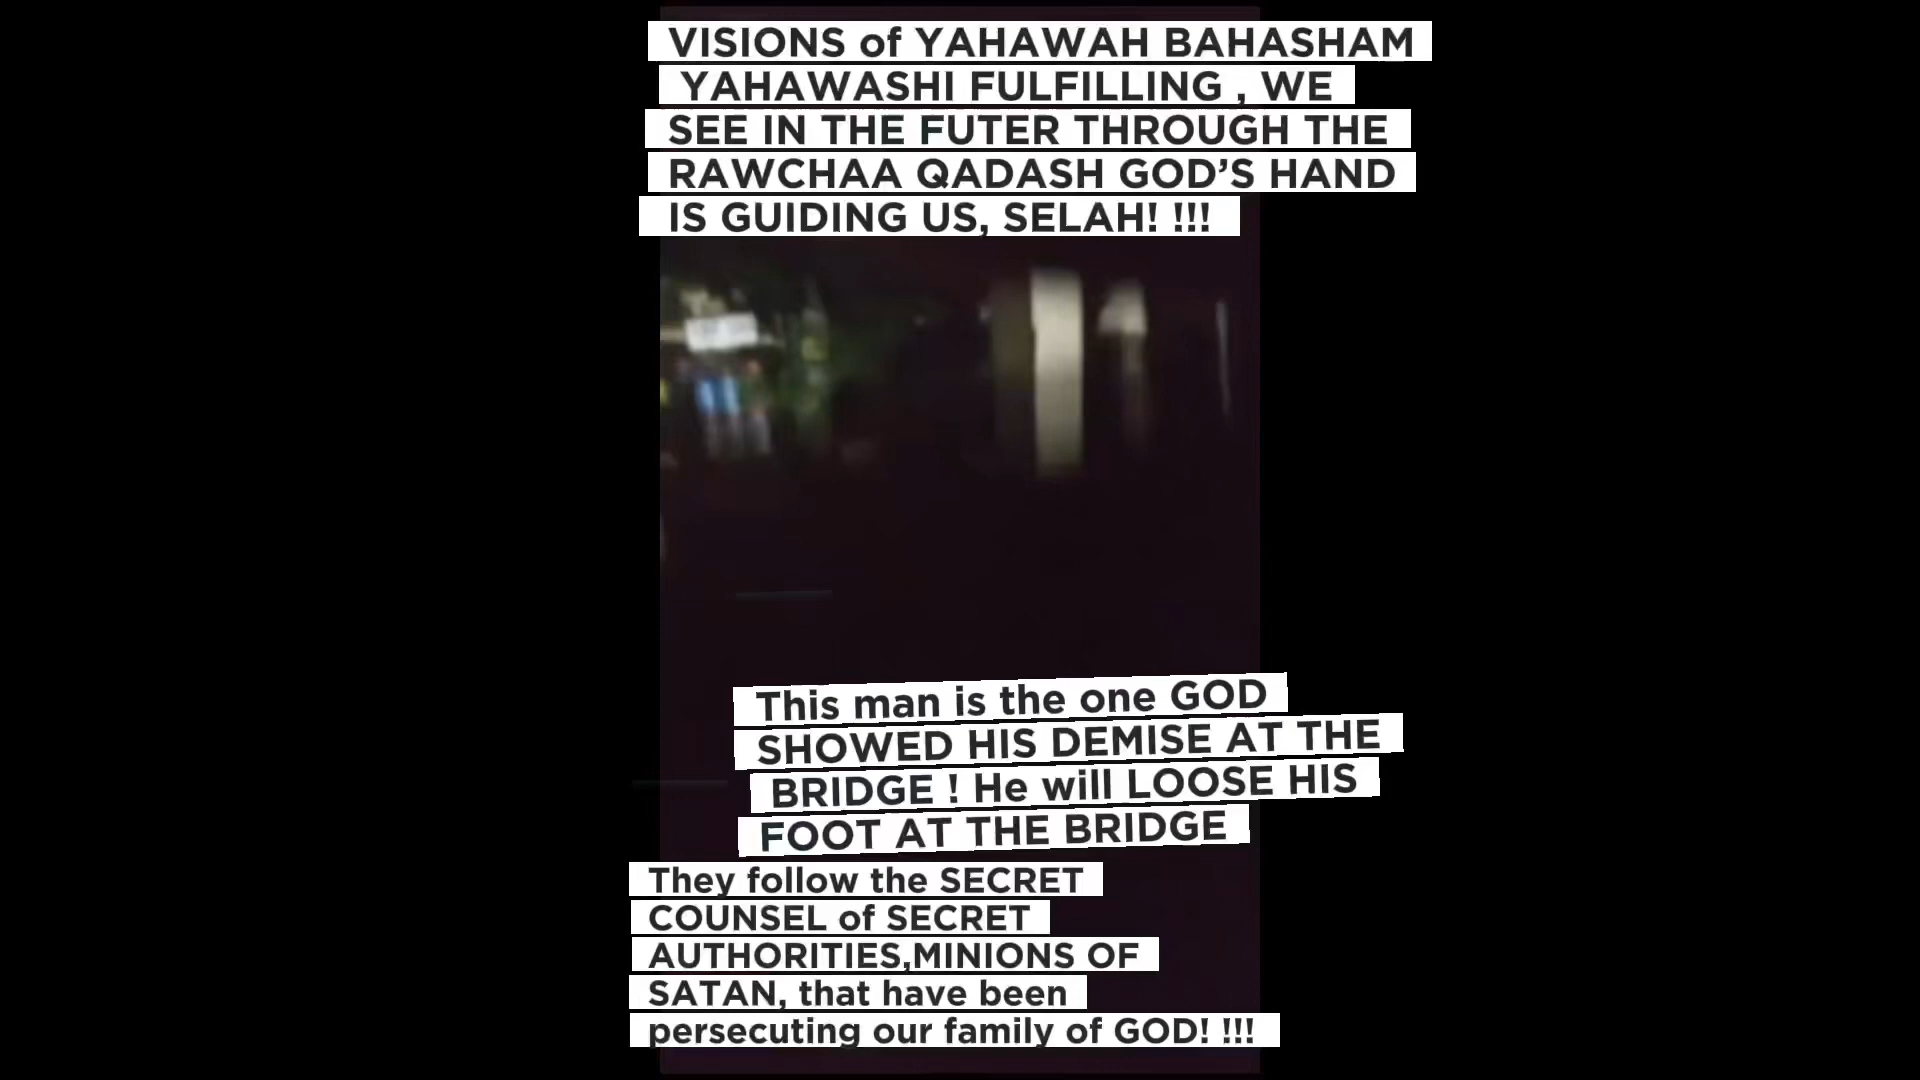 VISIONS of YAHAWAH BAHASHAM
YAHAWASHI FULFILLING , WE
SEE IN THE FUTER THROUGH THE
RAWCHAA QADASH GOD'S HAND
IS GUIDING US, SELAH! !!!
This man is the one GOD
SHOWED HIS DEMISE AT THE
BRIDGE ! He will LOOSE HIS
FOOT AT THE BRIDGE
They follow the SECRET
COUNSEL of SECRET
AUTHORITIES,MINIONS OF
SATAN, that have been
persecuting our family of GOD! !!!